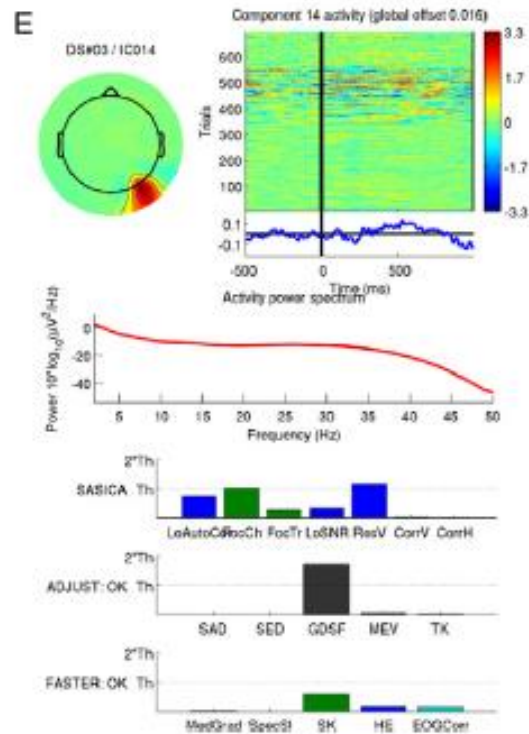 E
DS#03 / IC014
Component 14 activity (global offset 0.016)
Trials
600
500
400
300
200
100
3.3
1.7
0
-1.7
-3.3
0.1
-0.1
-500 0 500
Time (ms)
Activity power spectrum
Power 10*log10(µV²/Hz)
0
-20
-40
5 10 15 20 25 30 35 40 45 50
Frequency (Hz)
2*Th
SASICA Th
LoAutoCor FocCh FocTr LoSNR ResV CorrV CorrH
2*Th
ADJUST: OK Th
SAD SED GDSF MEV TK
2*Th
FASTER: OK Th
MedGrad SpecSl SK HE EOGCorr